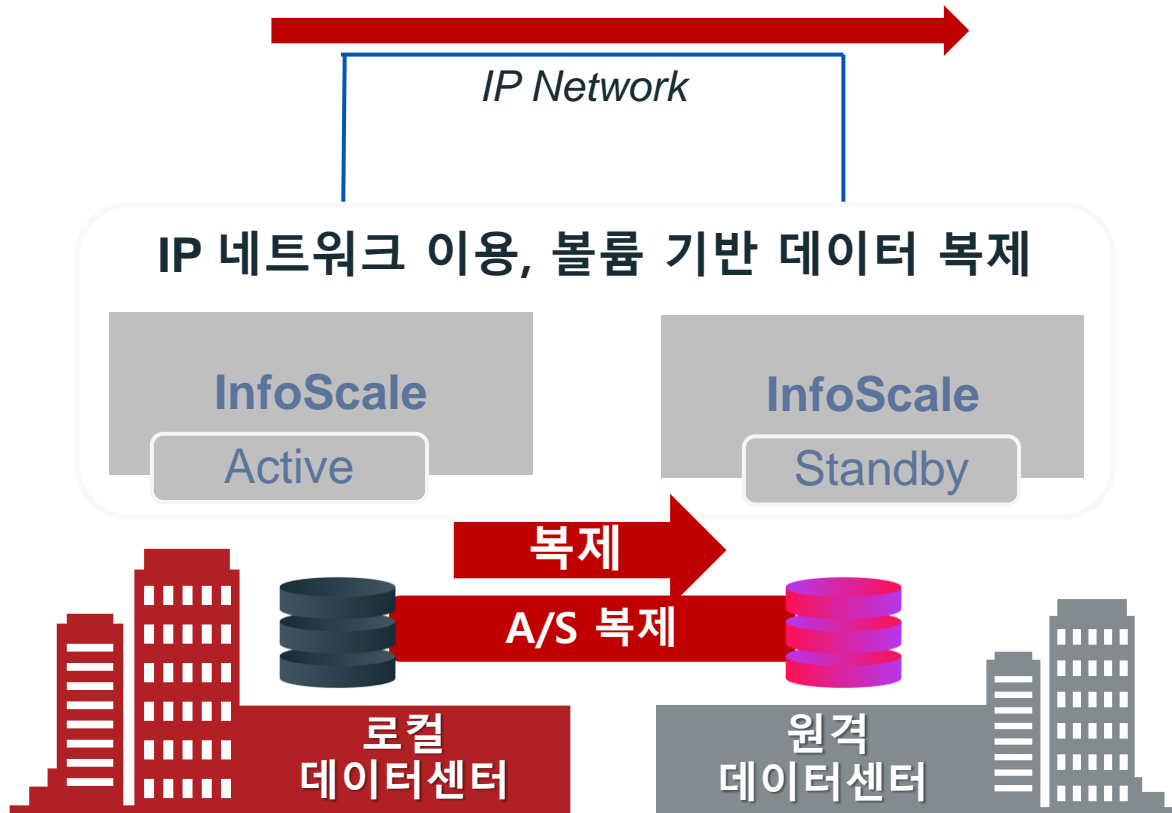 IP Network
IP 네트워크 이용, 볼륨 기반 데이터 복제
InfoScale
Active
InfoScale
Standby
복제
A/S 복제
로컬
데이터센터
원격
데이터센터